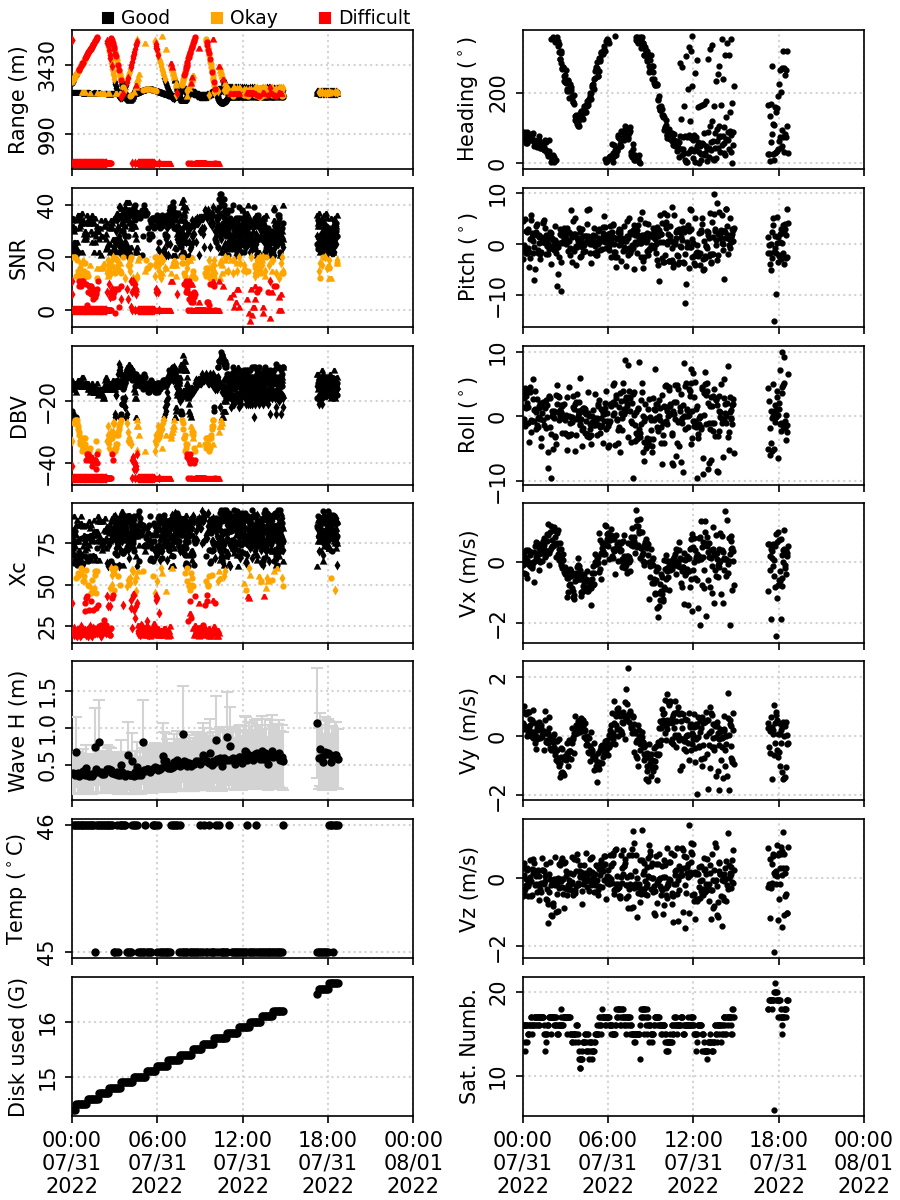 Good Okay Difficult
Range (m)
3430
990
Heading (°)
200
0
SNR
40
20
0
Pitch (°)
10
0
−10
DBV
−20
−40
Roll (°)
10
0
−10
Xc
75
50
25
Vx (m/s)
0
−2
Wave H (m)
1.5
1.0
0.5
Vy (m/s)
2
0
−2
Temp (°C)
46
45
Vz (m/s)
0
−2
Disk used (G)
16
15
Sat. Numb.
20
10
00:00 06:00 12:00 18:00 00:00
07/31 07/31 07/31 07/31 08/01
2022 2022 2022 2022 2022
00:00 06:00 12:00 18:00 00:00
07/31 07/31 07/31 07/31 08/01
2022 2022 2022 2022 2022